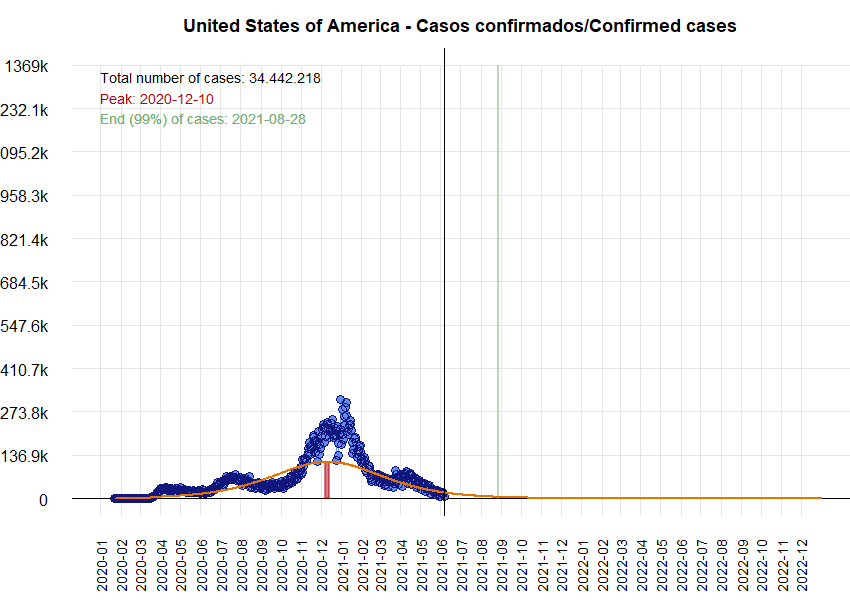 United States of America - Casos confirmados/Confirmed cases
1369k
Total number of cases: 34.442.218
Peak: 2020-12-10
End (99%) of cases: 2021-08-28
232.1k
095.2k
958.3k
821.4k
684.5k
547.6k
410.7k
273.8k
136.9k
0
2020-01
2020-02
2020-03
2020-04
2020-05
2020-06
2020-07
2020-08
2020-09
2020-10
2020-11
2020-12
2021-01
2021-02
2021-03
2021-04
2021-05
2021-06
2021-07
2021-08
2021-09
2021-10
2021-11
2021-12
2022-01
2022-02
2022-03
2022-04
2022-05
2022-06
2022-07
2022-08
2022-09
2022-10
2022-11
2022-12